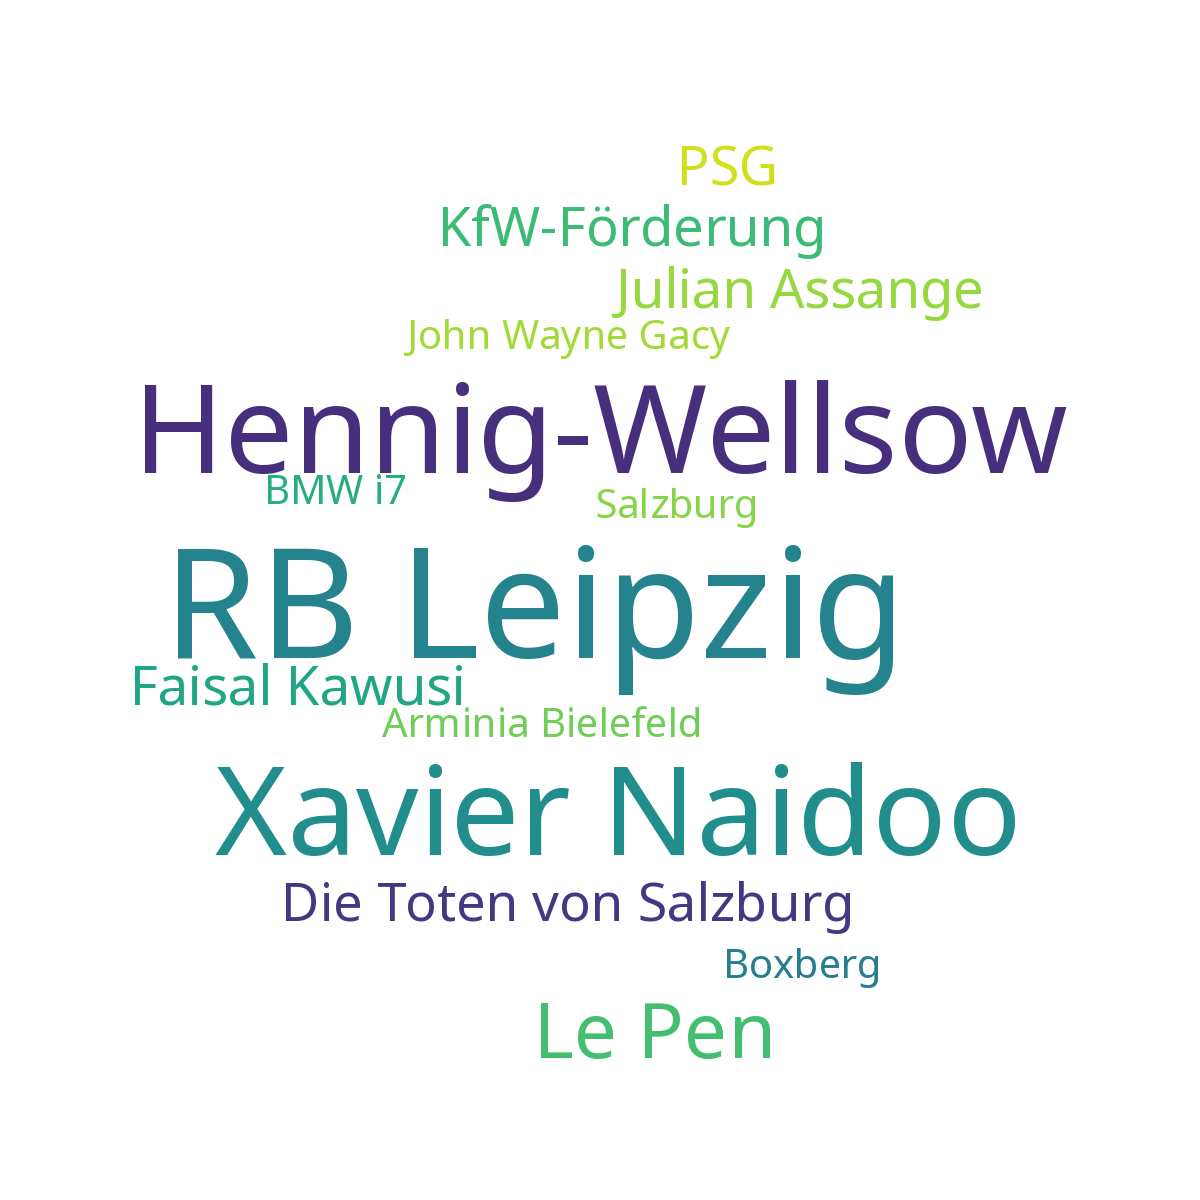 PSG
KfW-Förderung
Julian Assange
John Wayne Gacy
Hennig-Wellsow
BMW i7
Salzburg
RB Leipzig
Faisal Kawusi
Arminia Bielefeld
Xavier Naidoo
Die Toten von Salzburg
Boxberg
Le Pen